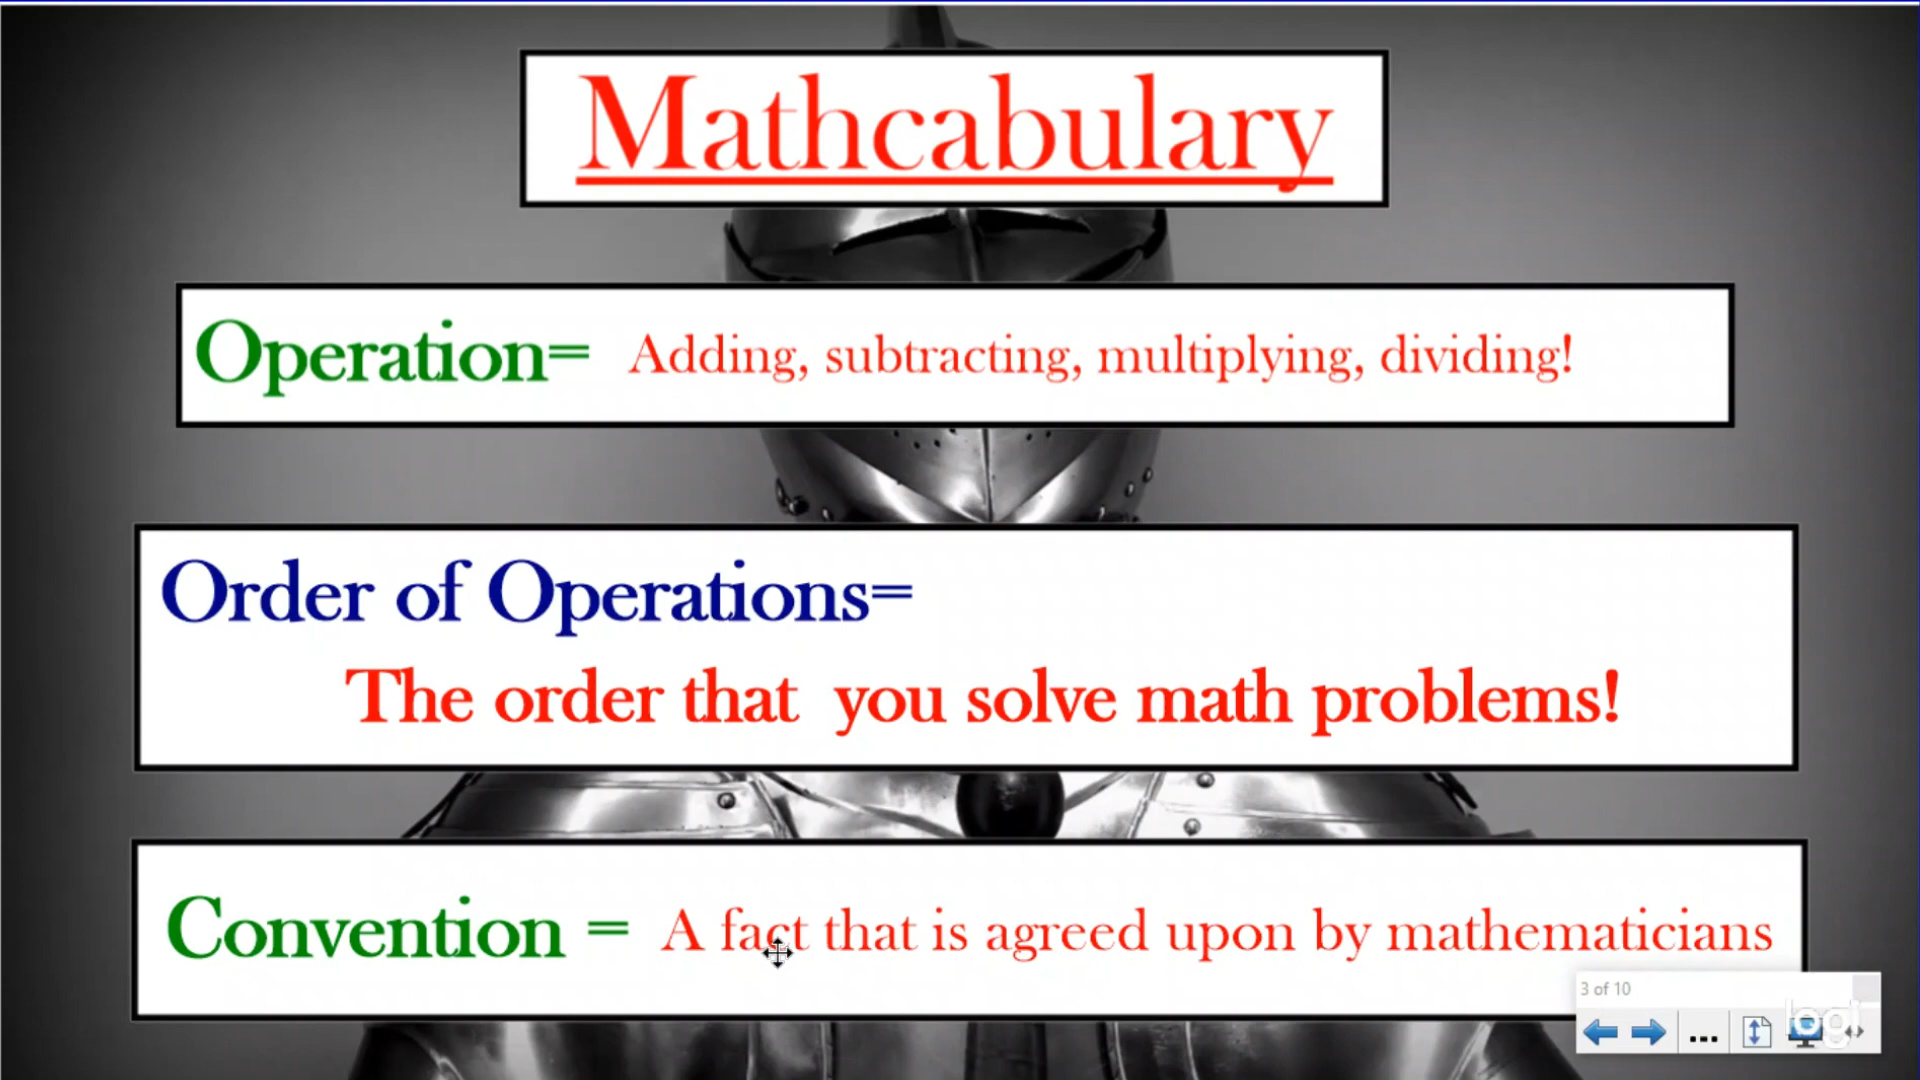 Mathcabulary
Operation= Adding, subtracting, multiplying, dividing!
Order of Operations=
The order that you solve math problems!
Convention = A fact that is agreed upon by mathematicians
3 of 10
...
logi